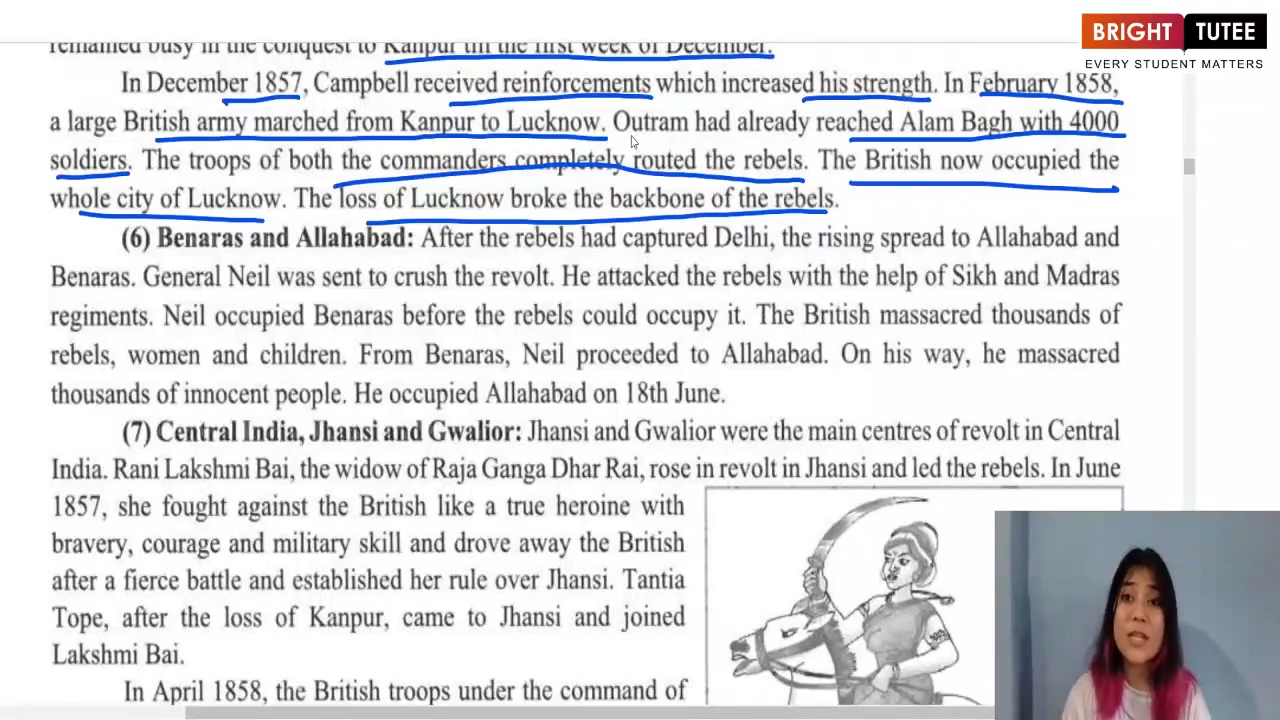 BRIGHT TUTEE
EVERY STUDENT MATTERS
remained busy in the conquest to Kanpur till the first week of December.
In December 1857, Campbell received reinforcements which increased his strength. In February 1858,
a large British army marched from Kanpur to Lucknow. Outram had already reached Alam Bagh with 4000
soldiers. The troops of both the commanders completely routed the rebels. The British now occupied the
whole city of Lucknow. The loss of Lucknow broke the backbone of the rebels.
(6) Benaras and Allahabad: After the rebels had captured Delhi, the rising spread to Allahabad and
Benaras. General Neil was sent to crush the revolt. He attacked the rebels with the help of Sikh and Madras
regiments. Neil occupied Benaras before the rebels could occupy it. The British massacred thousands of
rebels, women and children. From Benaras, Neil proceeded to Allahabad. On his way, he massacred
thousands of innocent people. He occupied Allahabad on 18th June.
(7) Central India, Jhansi and Gwalior: Jhansi and Gwalior were the main centres of revolt in Central
India. Rani Lakshmi Bai, the widow of Raja Ganga Dhar Rai, rose in revolt in Jhansi and led the rebels. In June
1857, she fought against the British like a true heroine with
bravery, courage and military skill and drove away the British
after a fierce battle and established her rule over Jhansi. Tantia
Tope, after the loss of Kanpur, came to Jhansi and joined
Lakshmi Bai.
In April 1858, the British troops under the command of